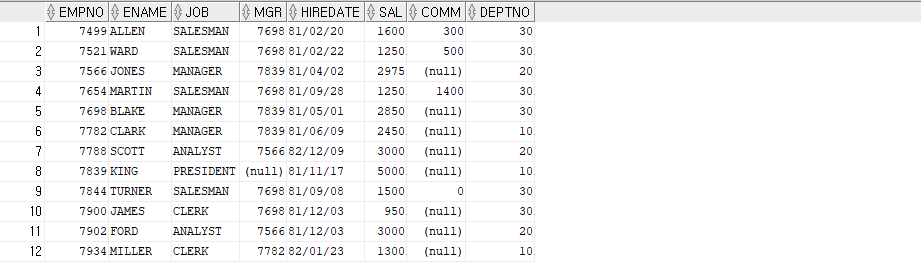 EMPNO ENAME JOB MGR HIREDATE SAL COMM DEPTNO
1 7499 ALLEN SALESMAN 7698 81/02/20 1600 300 30
2 7521 WARD SALESMAN 7698 81/02/22 1250 500 30
3 7566 JONES MANAGER 7839 81/04/02 2975 (null) 20
4 7654 MARTIN SALESMAN 7698 81/09/28 1250 1400 30
5 7698 BLAKE MANAGER 7839 81/05/01 2850 (null) 30
6 7782 CLARK MANAGER 7839 81/06/09 2450 (null) 10
7 7788 SCOTT ANALYST 7566 82/12/09 3000 (null) 20
8 7839 KING PRESIDENT (null) 81/11/17 5000 (null) 10
9 7844 TURNER SALESMAN 7698 81/09/08 1500 0 30
10 7900 JAMES CLERK 7698 81/12/03 950 (null) 30
11 7902 FORD ANALYST 7566 81/12/03 3000 (null) 20
12 7934 MILLER CLERK 7782 82/01/23 1300 (null) 10